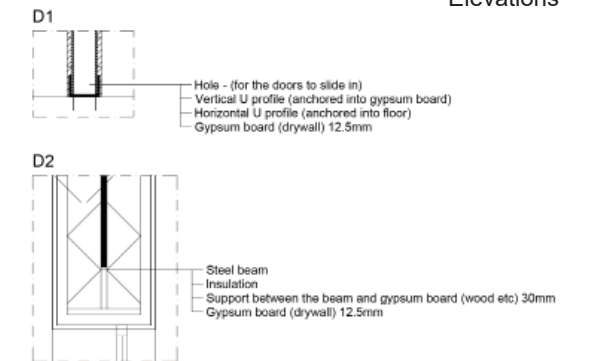 Elevations
D1
Hole - (for the doors to slide in)
Vertical U profile (anchored into gypsum board)
Horizontal U profile (anchored into floor)
Gypsum board (drywall) 12.5mm
D2
Steel beam
Insulation
Support between the beam and gypsum board (wood etc) 30mm
Gypsum board (drywall) 12.5mm